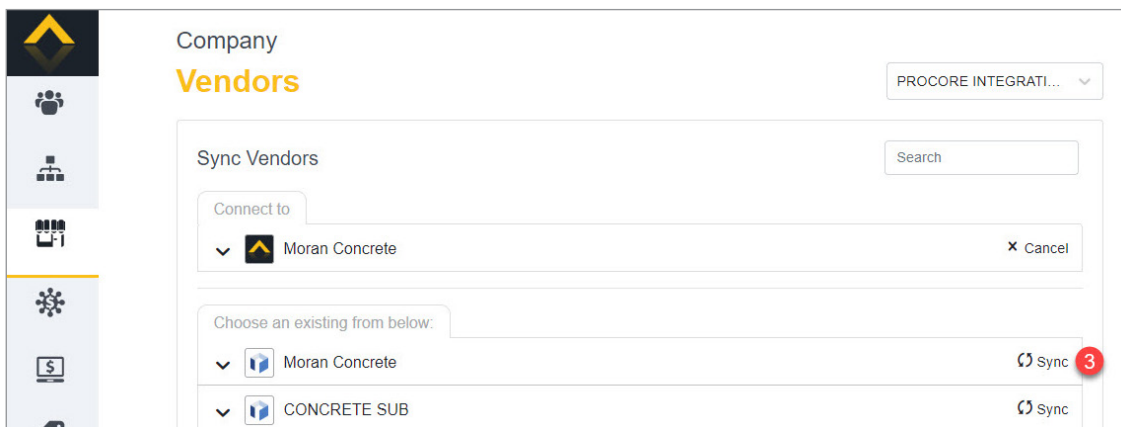 Company
Vendors
PROCORE INTEGRATI...
Sync Vendors
Search
Connect to
Moran Concrete
× Cancel
Choose an existing from below:
Moran Concrete
Sync
3
CONCRETE SUB
Sync